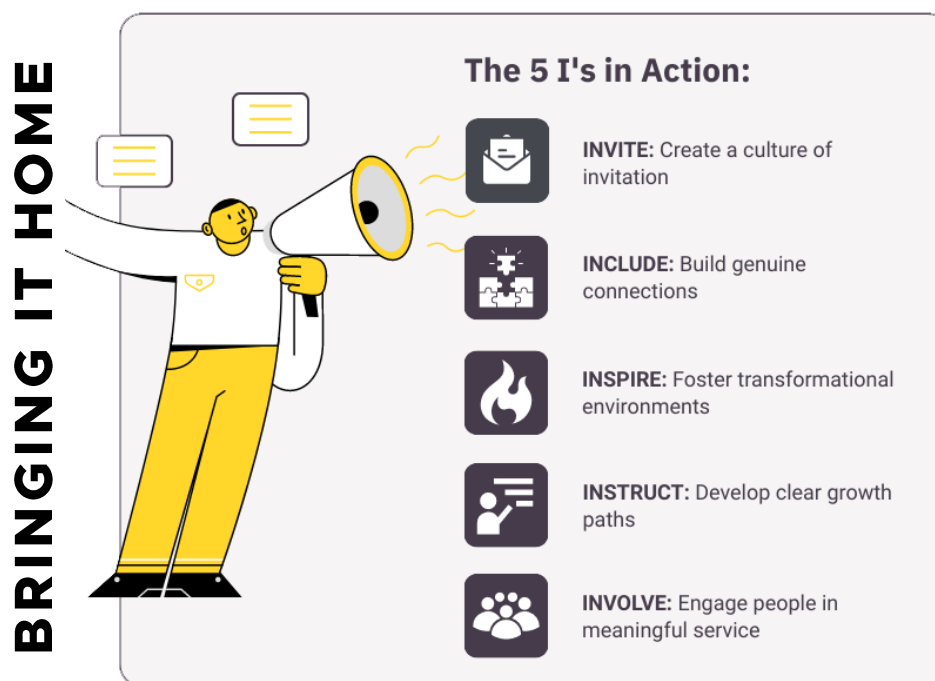 BRINGING IT HOME
The 5 I's in Action:
INVITE: Create a culture of
invitation
INCLUDE: Build genuine
connections
INSPIRE: Foster transformational
environments
INSTRUCT: Develop clear growth
paths
INVOLVE: Engage people in
meaningful service